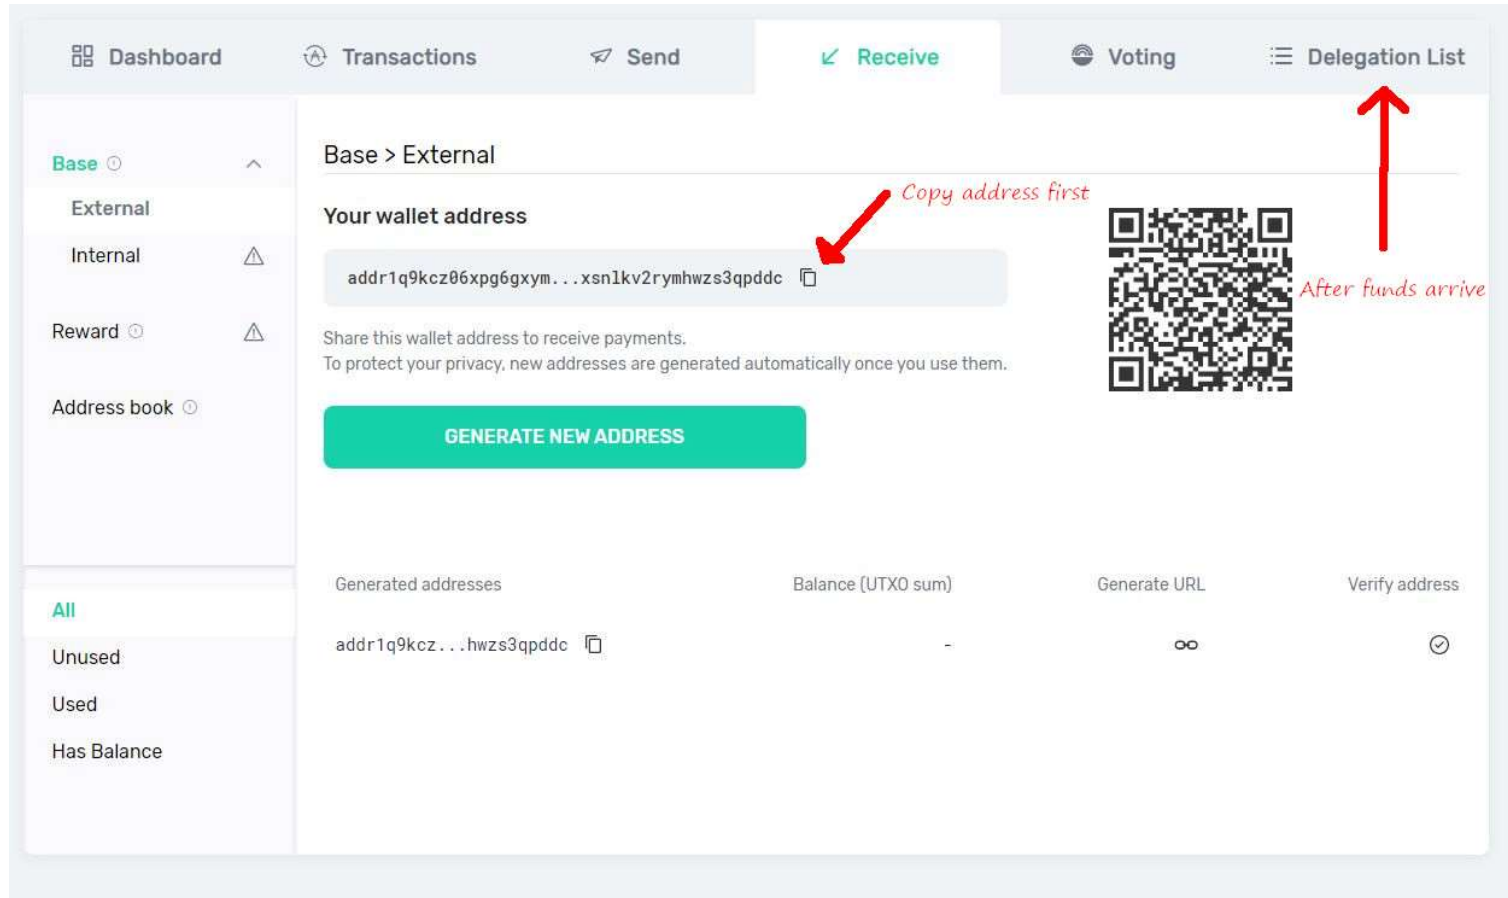 Dashboard Transactions Send Receive Voting Delegation List
Base
External
Internal
Reward
Address book
All
Unused
Used
Has Balance
Base > External
Copy address first
Your wallet address
addr1q9kcz06xpg6gxym...xsnlkv2rymhwzs3qpddc
After funds arrive
Share this wallet address to receive payments.
To protect your privacy, new addresses are generated automatically once you use them.
GENERATE NEW ADDRESS
Generated addresses Balance (UTXO sum) Generate URL Verify address
addr1q9kcz...hwzs3qpddc -